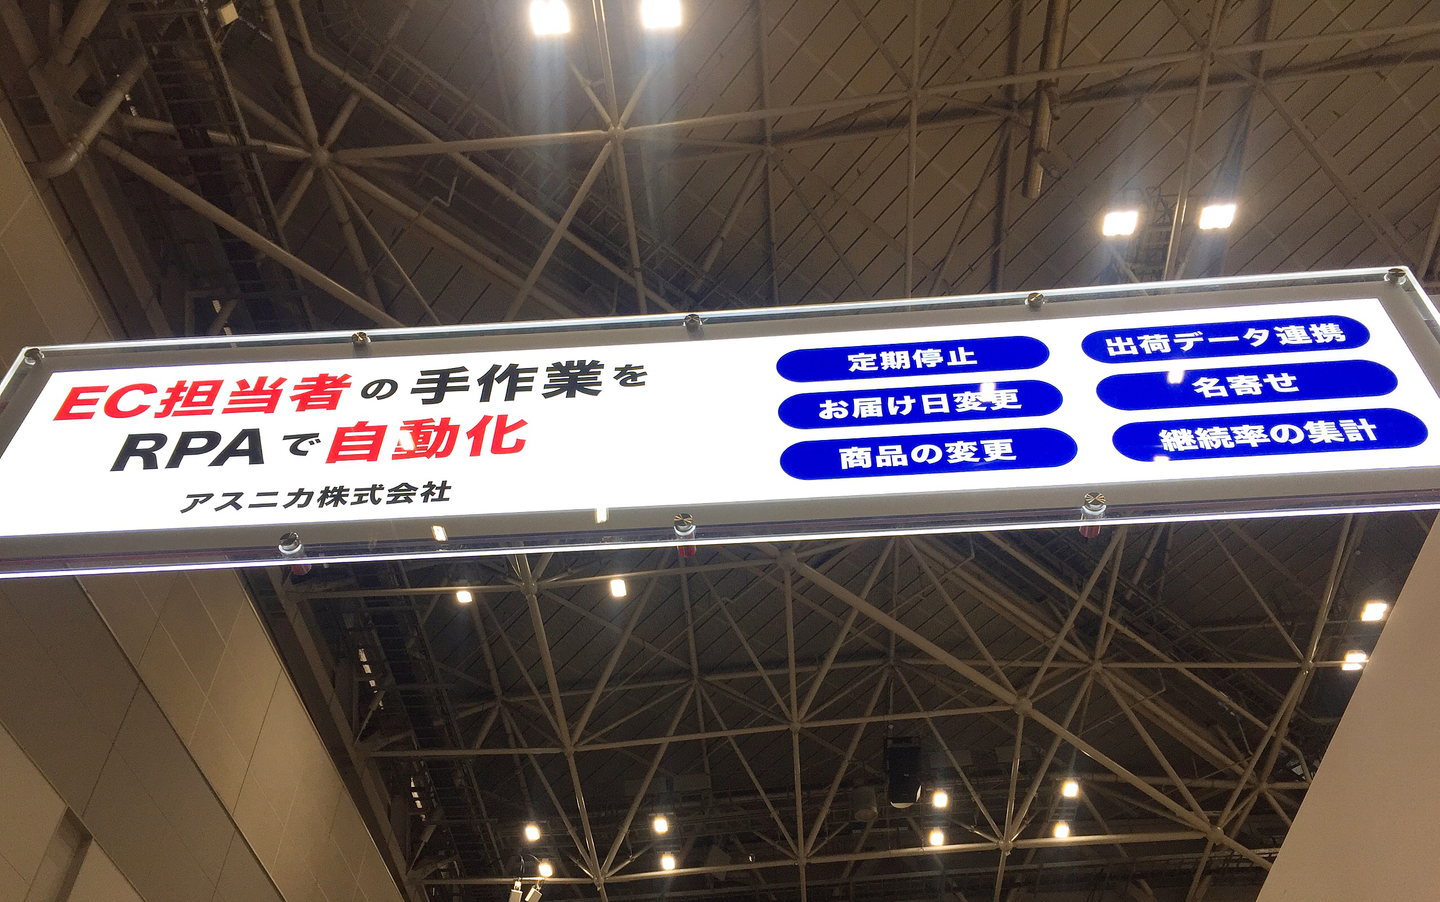 EC担当者の手作業を
RPAで自動化
アスニカ株式会社
定期停止
お届け日変更
商品の変更
出荷データ連携
名寄せ
継続率の集計